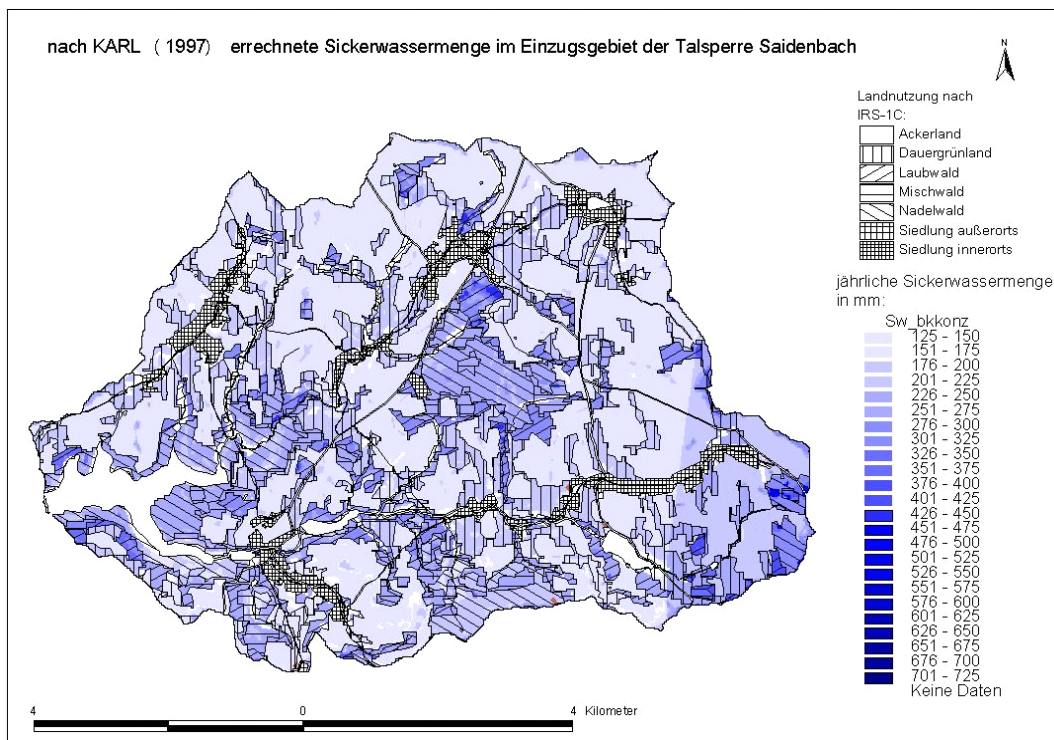 nach KARL ( 1997) errechnete Sickerwassermenge im Einzugsgebiet der Talsperre Saidenbach
N
Landnutzung nach
IRS-1C:
Ackerland
Dauergrünland
Laubwald
Mischwald
Nadelwald
Siedlung außerorts
Siedlung innerorts
jährliche Sickerwassermenge
in mm:
Sw_bkkonz
125 - 150
151 - 175
176 - 200
201 - 225
226 - 250
251 - 275
276 - 300
301 - 325
326 - 350
351 - 375
376 - 400
401 - 425
426 - 450
451 - 475
476 - 500
501 - 525
526 - 550
551 - 575
576 - 600
601 - 625
626 - 650
651 - 675
676 - 700
701 - 725
Keine Daten
4 0 4 Kilometer